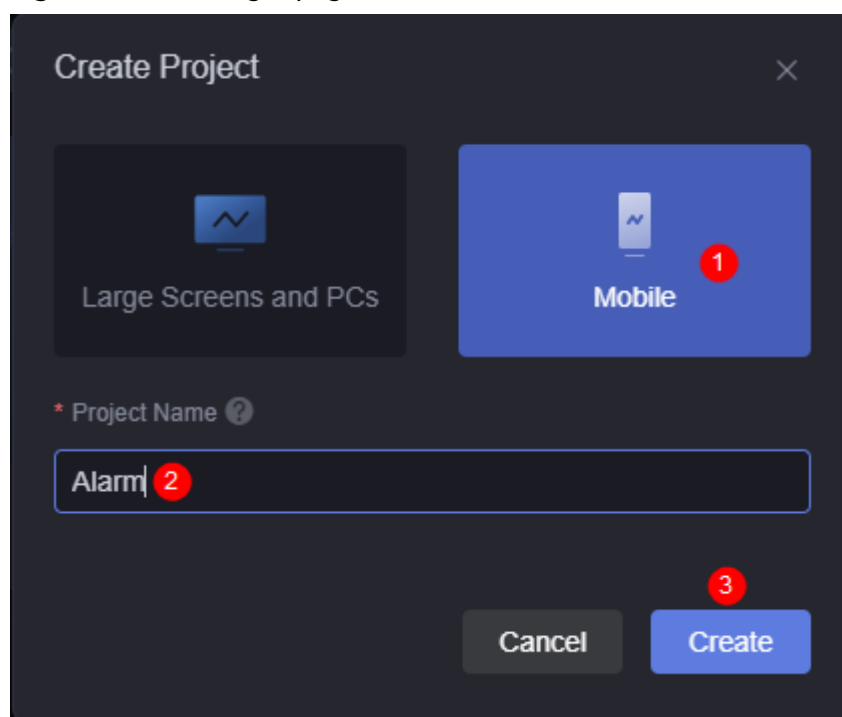 Create Project
Large Screens and PCs
1
Mobile
* Project Name ?
Alarm 2
3
Cancel
Create